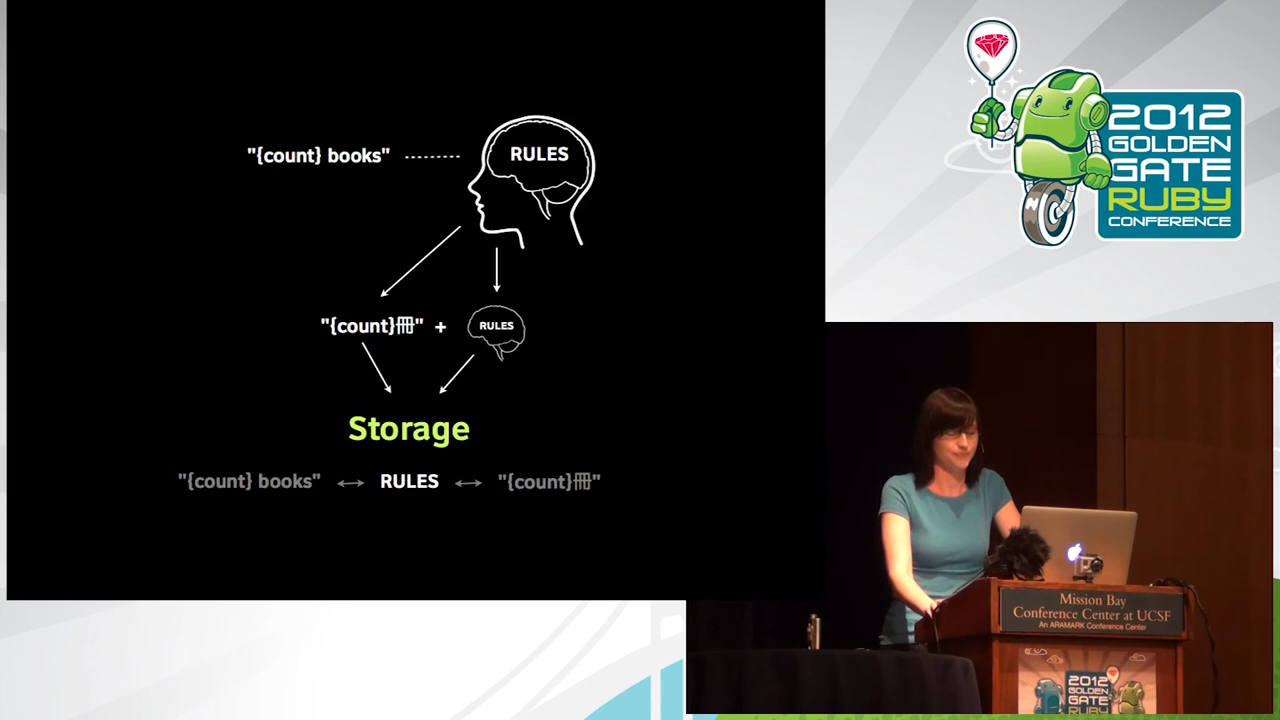 "{count} books"
RULES
"{count}冊" +
RULES
Storage
"{count} books" ↔ RULES ↔ "{count}冊"
2012
GOLDEN
GATE
RUBY
CONFERENCE
Mission Bay
Conference Center at UCSF
An ARAMARK Conference Center
2012
GOLDEN
GATE
RUBY